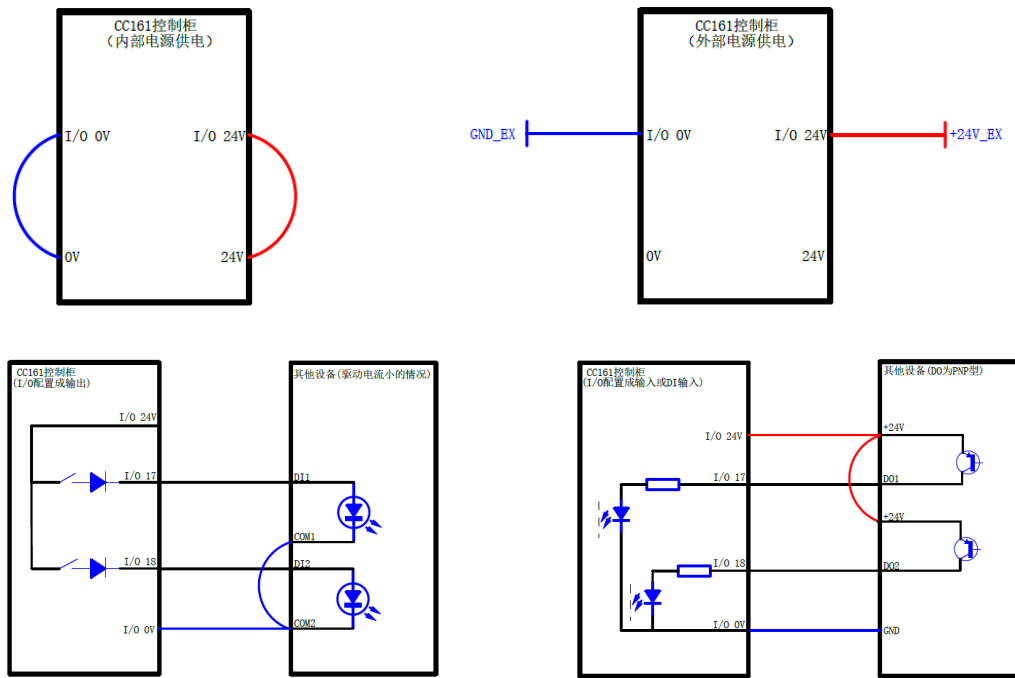 CC161控制柜
（内部电源供电）
I/O 0V
I/O 24V
0V
24V
CC161控制柜
（外部电源供电）
GND_EX
I/O 0V
I/O 24V
+24V_EX
0V
24V
CC161控制柜
(I/O配置成输出)
I/O 24V
I/O 17
I/O 18
I/O 0V
其他设备(驱动电流小的情况)
DI1
COM1
DI2
COM2
CC161控制柜
(I/O配置成输入或DI输入)
I/O 24V
I/O 17
I/O 18
I/O 0V
其他设备(DO为PNP型)
+24V
DO1
+24V
DO2
GND